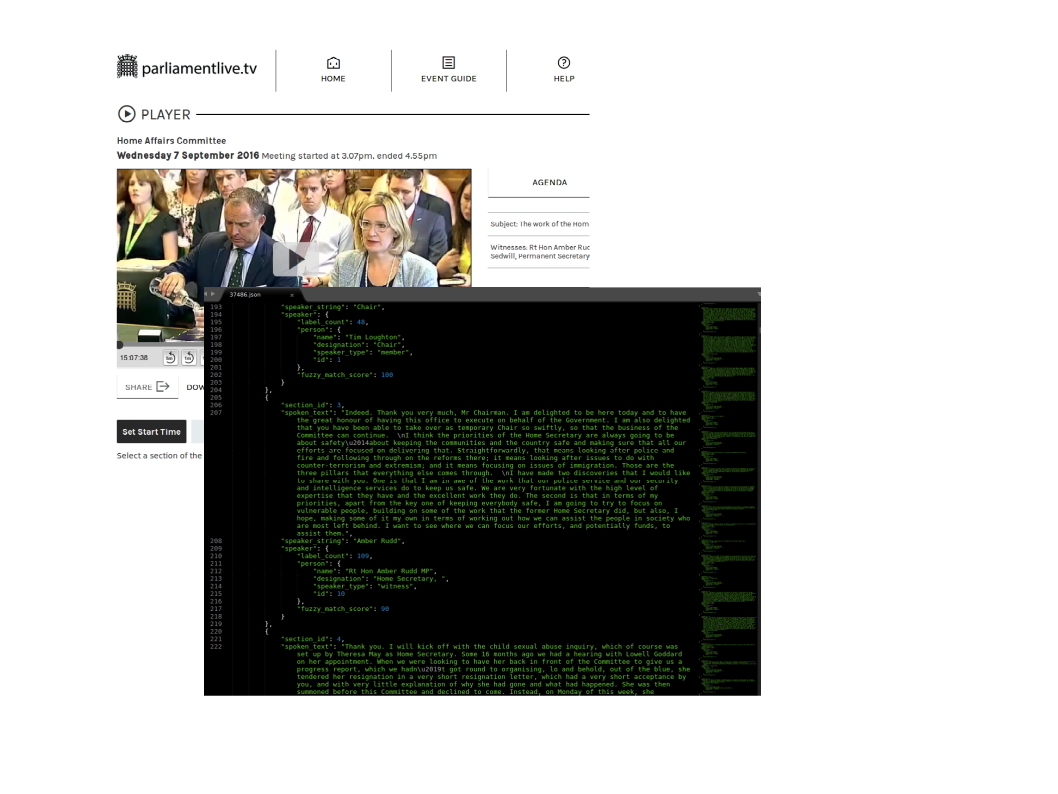 parliamentlive.tv
HOME
EVENT GUIDE
HELP
PLAYER
Home Affairs Committee
Wednesday 7 September 2016 Meeting started at 3.07pm, ended 4.55pm
AGENDA
Subject: The work of the Hom
Witnesses: Rt Hon Amber Rud
Sedwill, Permanent Secretary
15:07:38
SHARE
DOW
Set Start Time
Select a section of the
37486.json ×
193 "speaker_string": "Chair",
194 "speaker": {
195 "label_count": 48,
196 "person": {
197 "name": "Tim Loughton",
198 "designation": "Chair",
199 "speaker_type": "member",
200 "id": 1
201 },
202 "fuzzy_match_score": 100
203 }
204 },
205 {
206 "section_id": 3,
207 "spoken_text": "Indeed. Thank you very much, Mr Chairman. I am delighted to be here today and to have
the great honour of having this office to execute on behalf of the Government. I am also delighted
that you have been able to take over as temporary Chair so swiftly, so that the business of the
Committee can continue.  \nI think the priorities of the Home Secretary are always going to be
about safety\u2014about keeping the communities and the country safe and making sure that all our
efforts are focused on delivering that. Straightforwardly, that means looking after police and
fire and following through on the reforms there; it means looking after issues to do with
counter-terrorism and extremism; and it means focusing on issues of immigration. Those are the
three pillars that everything else comes through.  \nI have made two discoveries that I would like
to share with you. One is that I am in awe of the work that our police service and our security
and intelligence services do to keep us safe. We are very fortunate with the high level of
expertise that they have and the excellent work they do. The second is that in terms of my
priorities, apart from the key one of keeping everybody safe, I am going to try to focus on
vulnerable people, building on some of the work that the former Home Secretary did, but also, I
hope, making some of it my own in terms of working out how we can assist the people in society who
are most left behind. I want to see where we can focus our efforts, and potentially funds, to
assist them.",
208 "speaker_string": "Amber Rudd",
209 "speaker": {
210 "label_count": 109,
211 "person": {
212 "name": "Rt Hon Amber Rudd MP",
213 "designation": "Home Secretary, ",
214 "speaker_type": "witness",
215 "id": 10
216 },
217 "fuzzy_match_score": 90
218 }
219 },
220 {
221 "section_id": 4,
222 "spoken_text": "Thank you. I will kick off with the child sexual abuse inquiry, which of course was
set up by Theresa May as Home Secretary. Some 16 months ago we had a hearing with Lowell Goddard
on her appointment. When we were looking to have her back in front of the Committee to give us a
progress report, which we hadn\u2019t got round to organising, lo and behold, out of the blue, she
tendered her resignation in a very short resignation letter, which had a very short acceptance by
you, and with very little explanation of why she had gone and what had happened. She was then
summoned before this Committee and declined to come. Instead, on Monday of this week, she